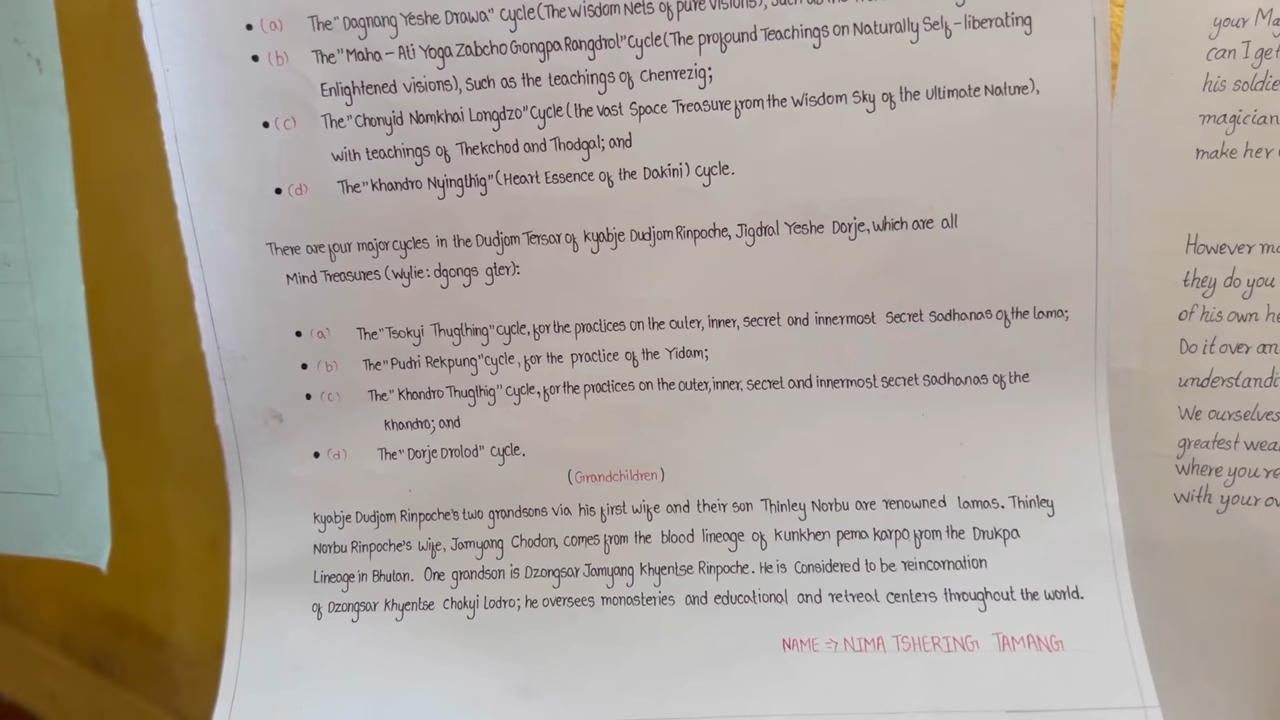 • (a) The "Dagnang Yeshe Drawa" cycle (The wisdom Nets of pure visions), such as the
• (b) The "Maha - Ati Yoga Zabcho Gongpa Rangdrol" Cycle (The profound Teachings on Naturally Self-liberating
Enlightened visions), such as the teachings of Chenrezig;
• (c) The "Chonyid Namkhai Longdzo" Cycle (the vast Space Treasure from the Wisdom Sky of the Ultimate Nature),
with teachings of Thekchod and Thodgal; and
• (d) The "Khandro Nyingthig" (Heart Essence of the Dakini) cycle.
There are four major cycles in the Dudjom Tersar of Kyabje Dudjom Rinpoche, Jigdral Yeshe Dorje, which are all
Mind Treasures (wylie: dgongs gter):
• (a) The "Tsokyi Thugthing" cycle, for the practices on the outer, inner, secret and innermost secret sadhanas of the lama;
• (b) The "Pudri Rekpung" cycle, for the practice of the Yidam;
• (c) The "Khandro Thugthig" cycle, for the practices on the outer, inner, secret and innermost secret sadhanas of the
khandro; and
• (d) The "Dorje Drolod" cycle.
(Grandchildren)
Kyabje Dudjom Rinpoche's two grandsons via his first wife and their son Thinley Norbu are renowned lamas. Thinley
Norbu Rinpoche's wife, Jamyang Chodon, comes from the blood lineage of kunkhen pema karpo from the Drukpa
Lineage in Bhutan. One grandson is Dzongsar Jamyang Khyentse Rinpoche. He is Considered to be reincornation
of Dzongsar Khyentse chokyi Lodro; he oversees monasteries and educational and retreat centers throughout the world.
NAME => NIMA TSHERING TAMANG
your
can I get
his
magician
make her
However
they do you
of his own
Do it over
We ourselves
greatest
where you
with your